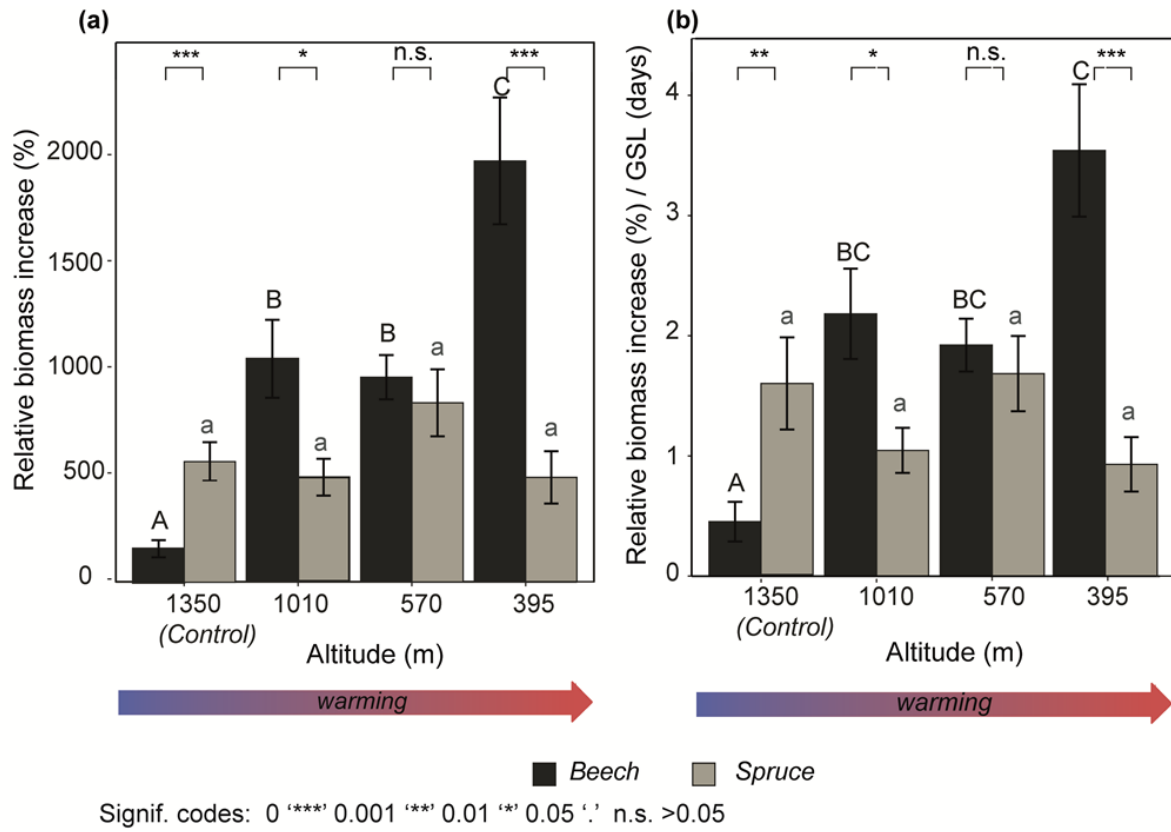 (a)
*** * n.s. ***
A a B a B a C a
Relative biomass increase (%)
2000
1500
1000
500
0
1350 1010 570 395
(Control)
Altitude (m)
warming
(b)
** * n.s. ***
A a BC a BC a C a
Relative biomass increase (%) / GSL (days)
4
3
2
1
0
1350 1010 570 395
(Control)
Altitude (m)
warming
Beech Spruce
Signif. codes: 0 ‘***’ 0.001 ‘**’ 0.01 ‘*’ 0.05 ‘.’ n.s. >0.05